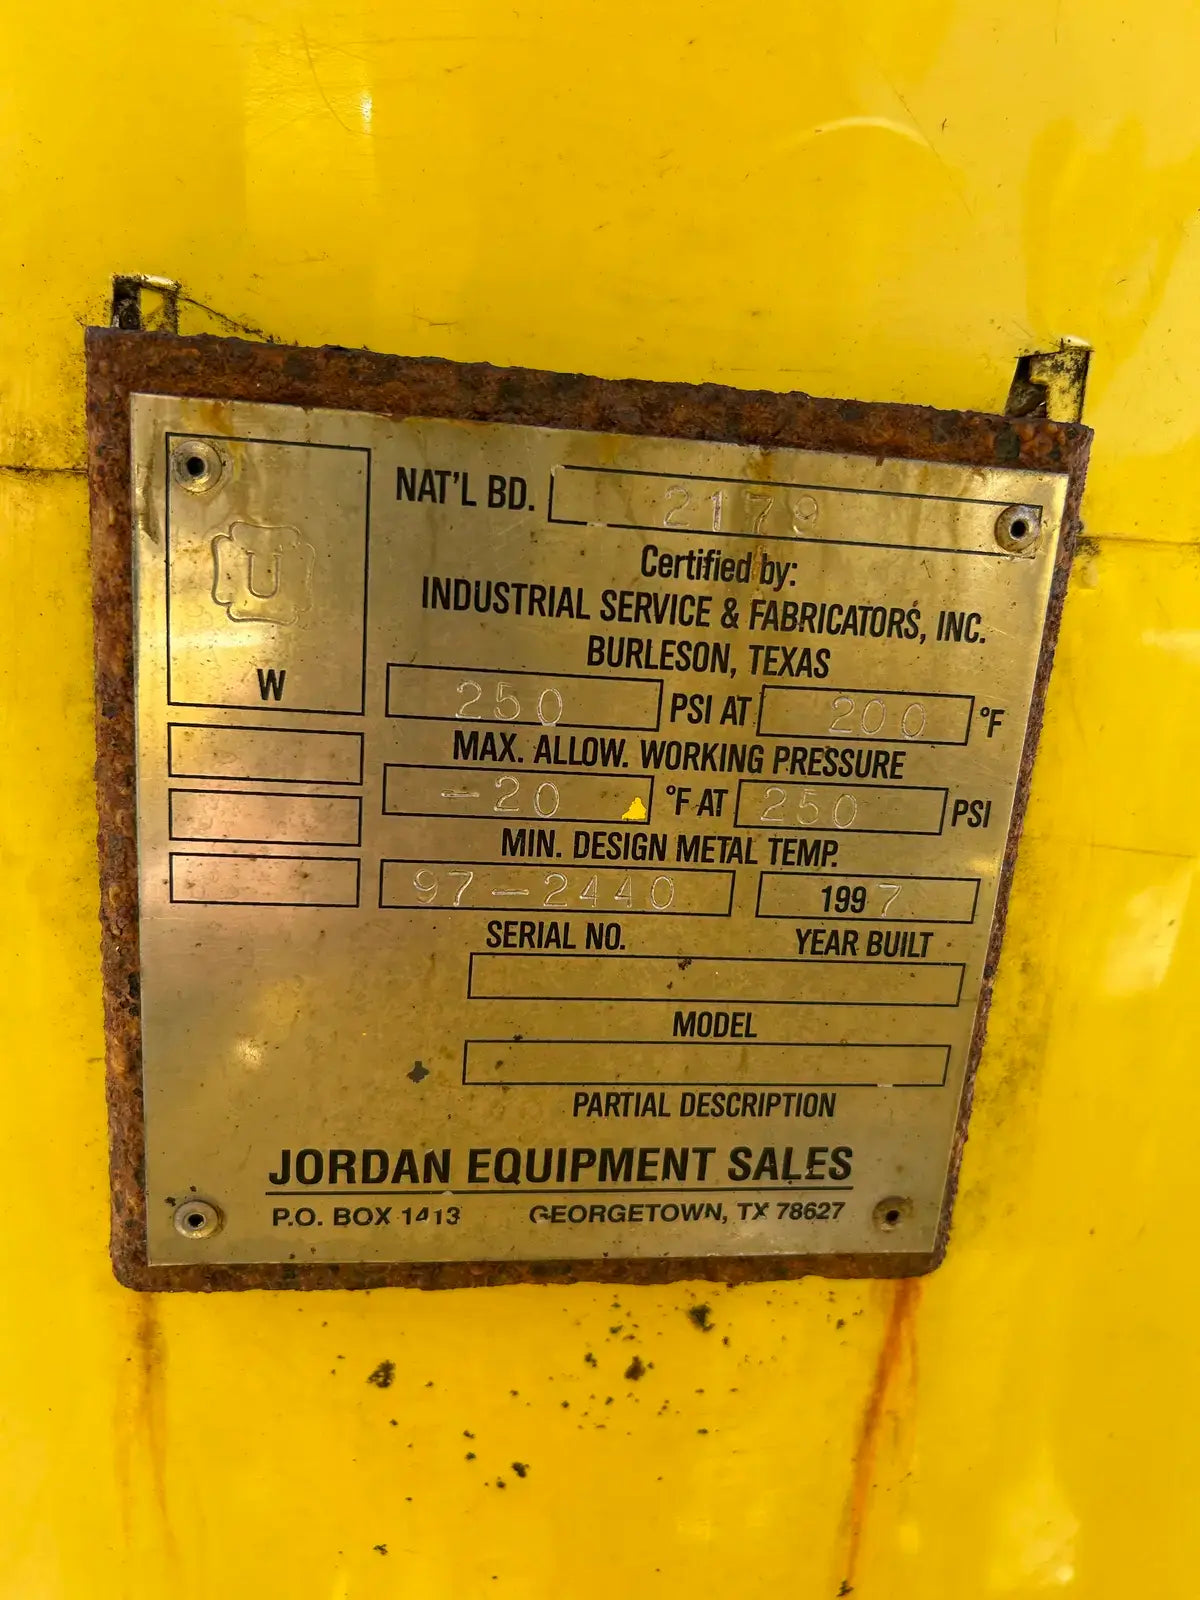 NAT'L BD. 2179
U
Certified by:
INDUSTRIAL SERVICE & FABRICATORS, INC.
BURLESON, TEXAS
W
250 PSI AT 200 °F
MAX. ALLOW. WORKING PRESSURE
-20 °F AT 250 PSI
MIN. DESIGN METAL TEMP.
97-2440 1997
SERIAL NO. YEAR BUILT
MODEL
PARTIAL DESCRIPTION
JORDAN EQUIPMENT SALES
P.O. BOX 1413 GEORGETOWN, TX 78627